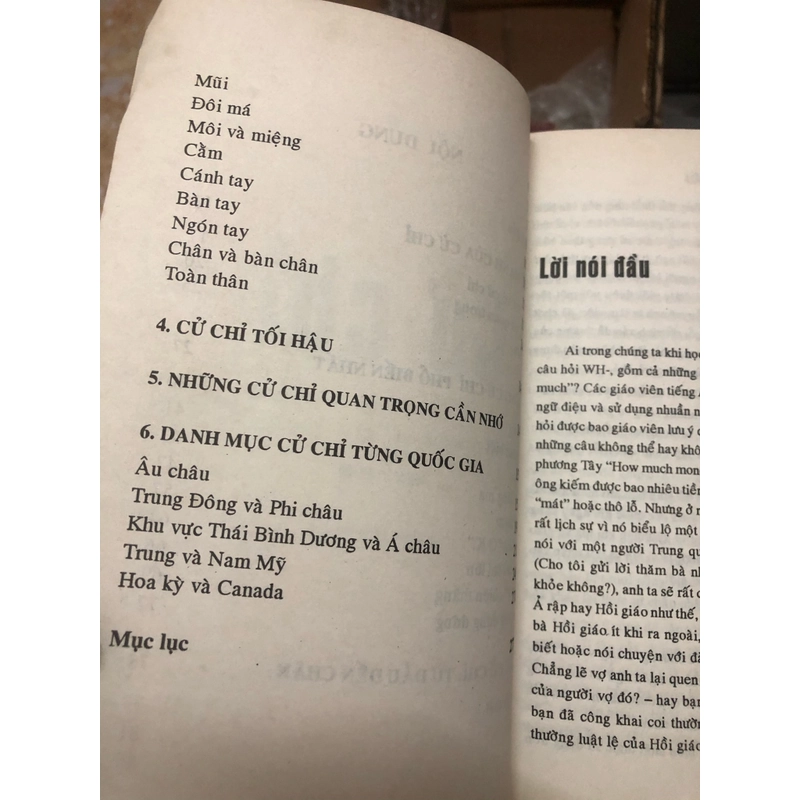 Mũi
Đôi má
Môi và miệng
Cằm
Cánh tay
Bàn tay
Ngón tay
Chân và bàn chân
Toàn thân
4. CỬ CHỈ TỐI HẬU
5. NHỮNG CỬ CHỈ QUAN TRỌNG CẦN NHỚ
6. DANH MỤC CỬ CHỈ TỪNG QUỐC GIA
Âu châu
Trung Đông và Phi châu
Khu vực Thái Bình Dương và Á châu
Trung và Nam Mỹ
Hoa kỳ và Canada
Mục lục
Lời nói đầu
Ai trong chúng ta khi học
câu hỏi WH-, gồm cả những
much"? Các giáo viên tiếng
ngữ điệu và sử dụng nhuần
hỏi được bao giáo viên lưu ý
những câu không thể hay
phương Tây "How much
ông kiếm được bao nhiêu
"mát" hoặc thô lỗ. Nhưng ở
rất lịch sự vì nó biểu lộ một
nói với một người Trung
(Cho tôi gửi lời thăm bà
khỏe không?), anh ta sẽ rất
Ả rập hay Hồi giáo như thế,
bà Hồi giáo ít khi ra ngoài,
biết hoặc nói chuyện với
Chẳng lẽ vợ anh ta lại quen
của người vợ đó? – hay bạn
bạn đã công khai coi thường
thường luật lệ của Hồi giáo